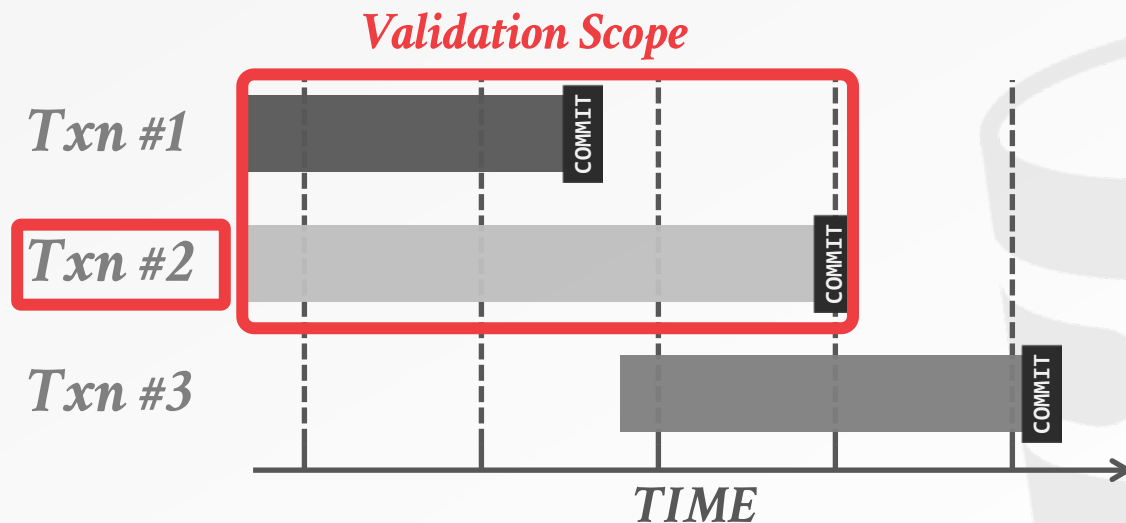 Validation Scope
Txn #1
COMMIT
Txn #2
COMMIT
Txn #3
COMMIT
TIME